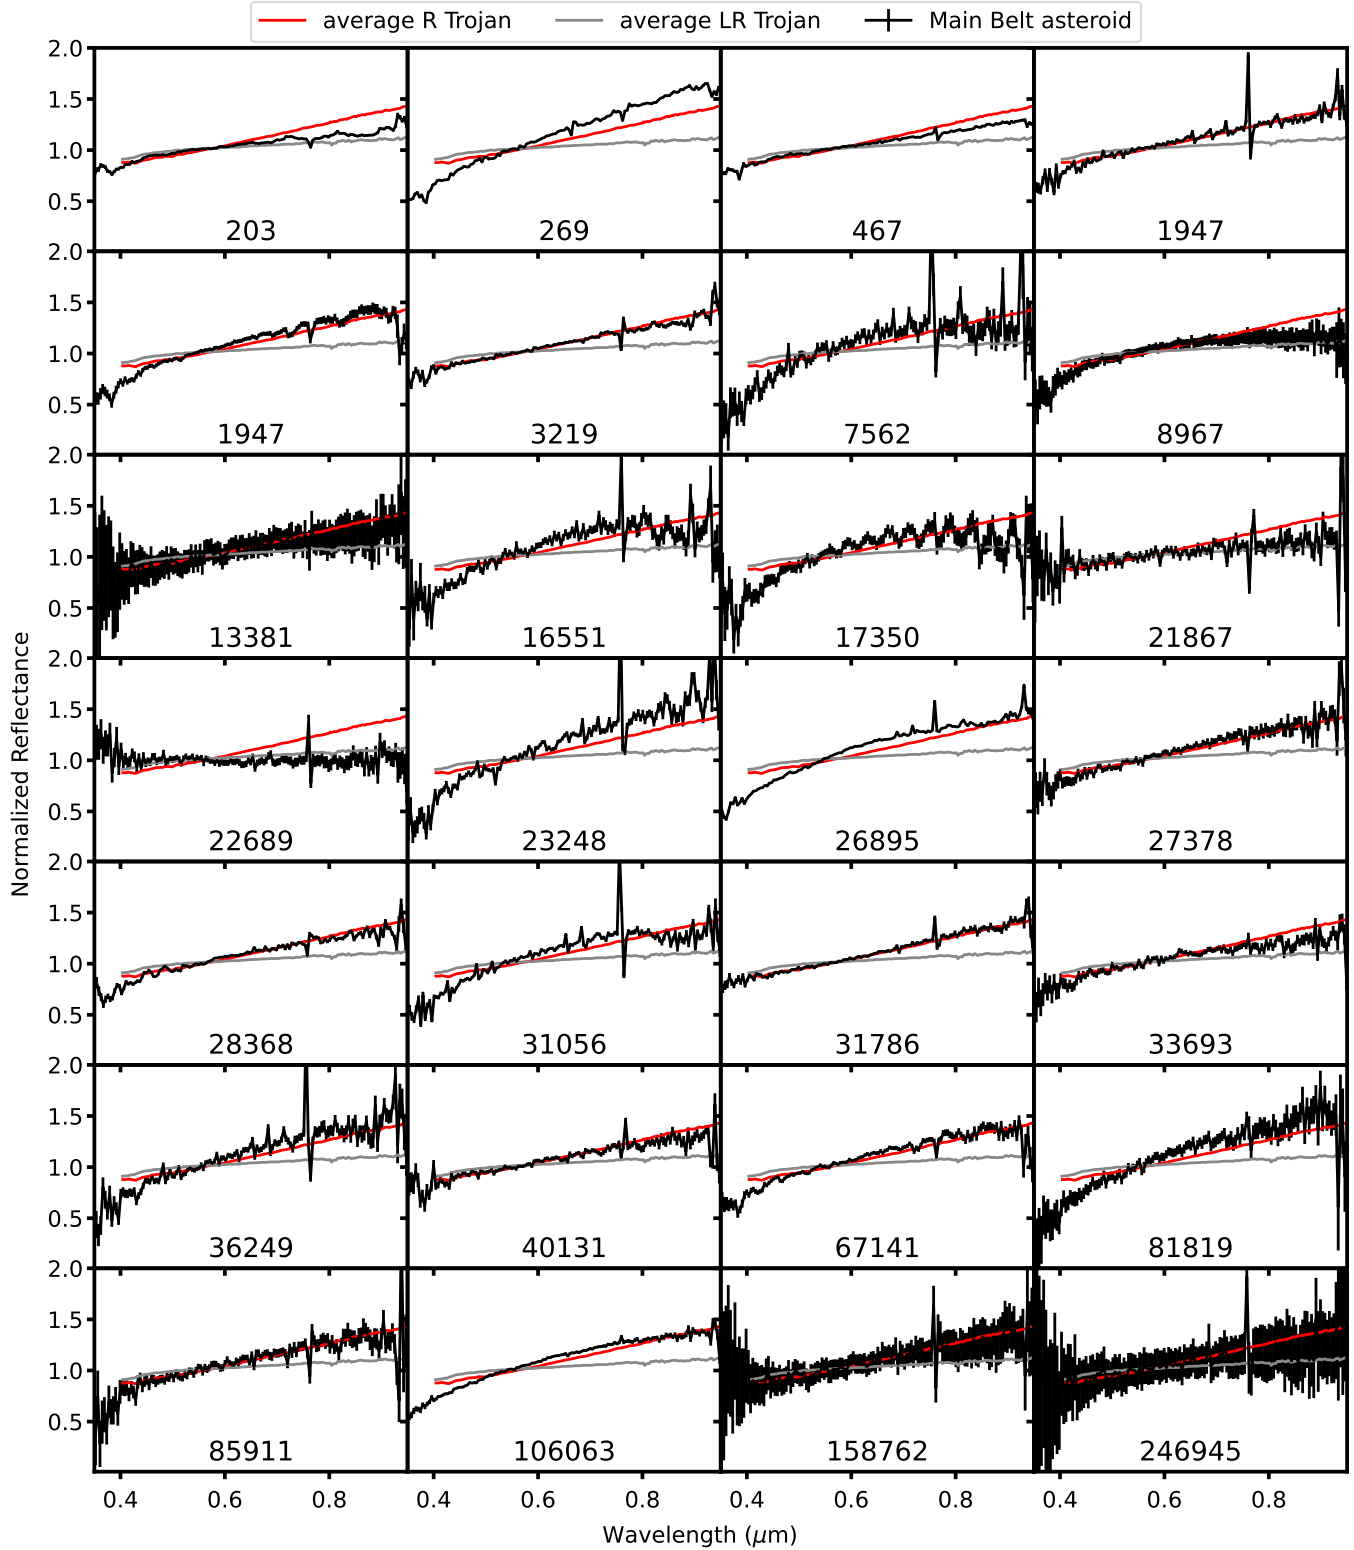 average R Trojan average LR Trojan Main Belt asteroid
Normalized Reflectance
2.0
1.5
1.0
0.5
203 269 467 1947
2.0
1.5
1.0
0.5
1947 3219 7562 8967
2.0
1.5
1.0
0.5
13381 16551 17350 21867
2.0
1.5
1.0
0.5
22689 23248 26895 27378
2.0
1.5
1.0
0.5
28368 31056 31786 33693
2.0
1.5
1.0
0.5
36249 40131 67141 81819
2.0
1.5
1.0
0.5
85911 106063 158762 246945
0.4 0.6 0.8 0.4 0.6 0.8 0.4 0.6 0.8 0.4 0.6 0.8
Wavelength (μm)